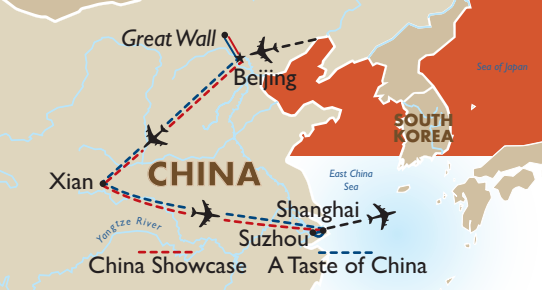 Great Wall
Beijing
Sea of Japan
SOUTH
KOREA
CHINA
Xian
East China
Sea
Shanghai
Yangtze River
Suzhou
China Showcase
A Taste of China